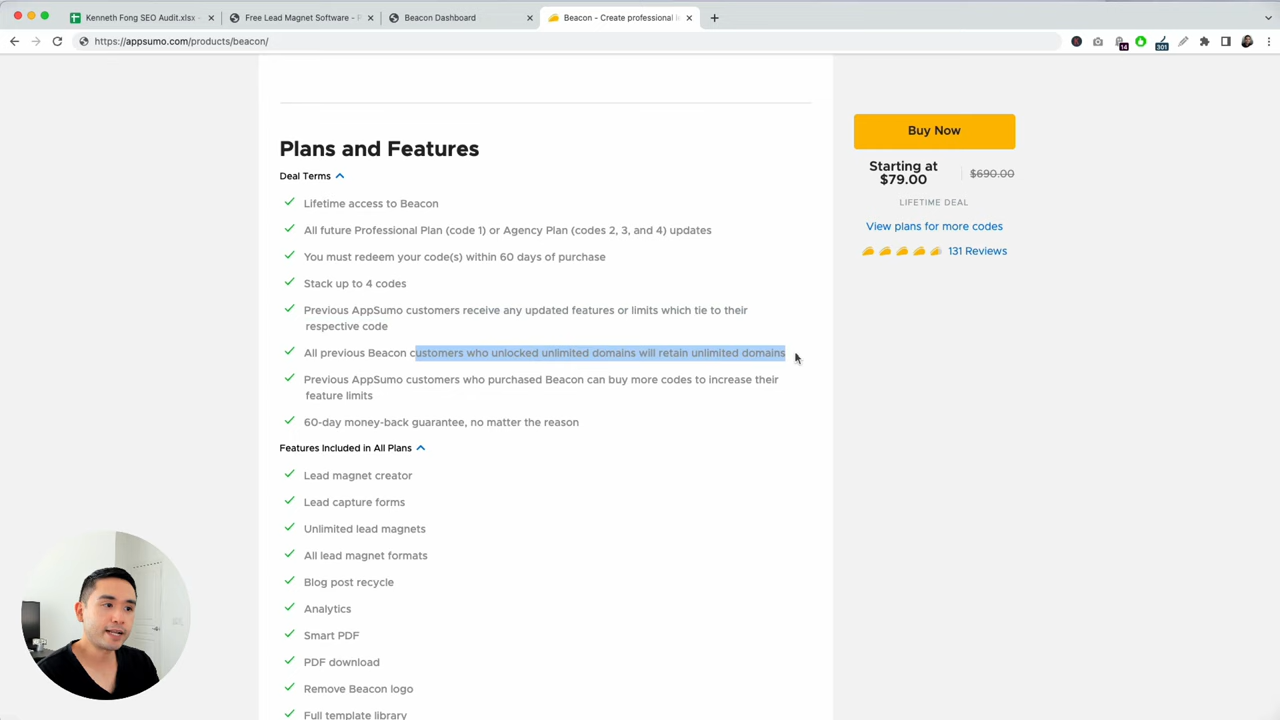 Kenneth Fong SEO Audit.xlsx -
Free Lead Magnet Software -
Beacon Dashboard
Beacon - Create professional
https://appsumo.com/products/beacon/
14
301
Plans and Features
Deal Terms
Lifetime access to Beacon
All future Professional Plan (code 1) or Agency Plan (codes 2, 3, and 4) updates
You must redeem your code(s) within 60 days of purchase
Stack up to 4 codes
Previous AppSumo customers receive any updated features or limits which tie to their
respective code
All previous Beacon customers who unlocked unlimited domains will retain unlimited domains
Previous AppSumo customers who purchased Beacon can buy more codes to increase their
feature limits
60-day money-back guarantee, no matter the reason
Features Included in All Plans
Lead magnet creator
Lead capture forms
Unlimited lead magnets
All lead magnet formats
Blog post recycle
Analytics
Smart PDF
PDF download
Remove Beacon logo
Full template library
Buy Now
Starting at
$79.00
$690.00
LIFETIME DEAL
View plans for more codes
131 Reviews